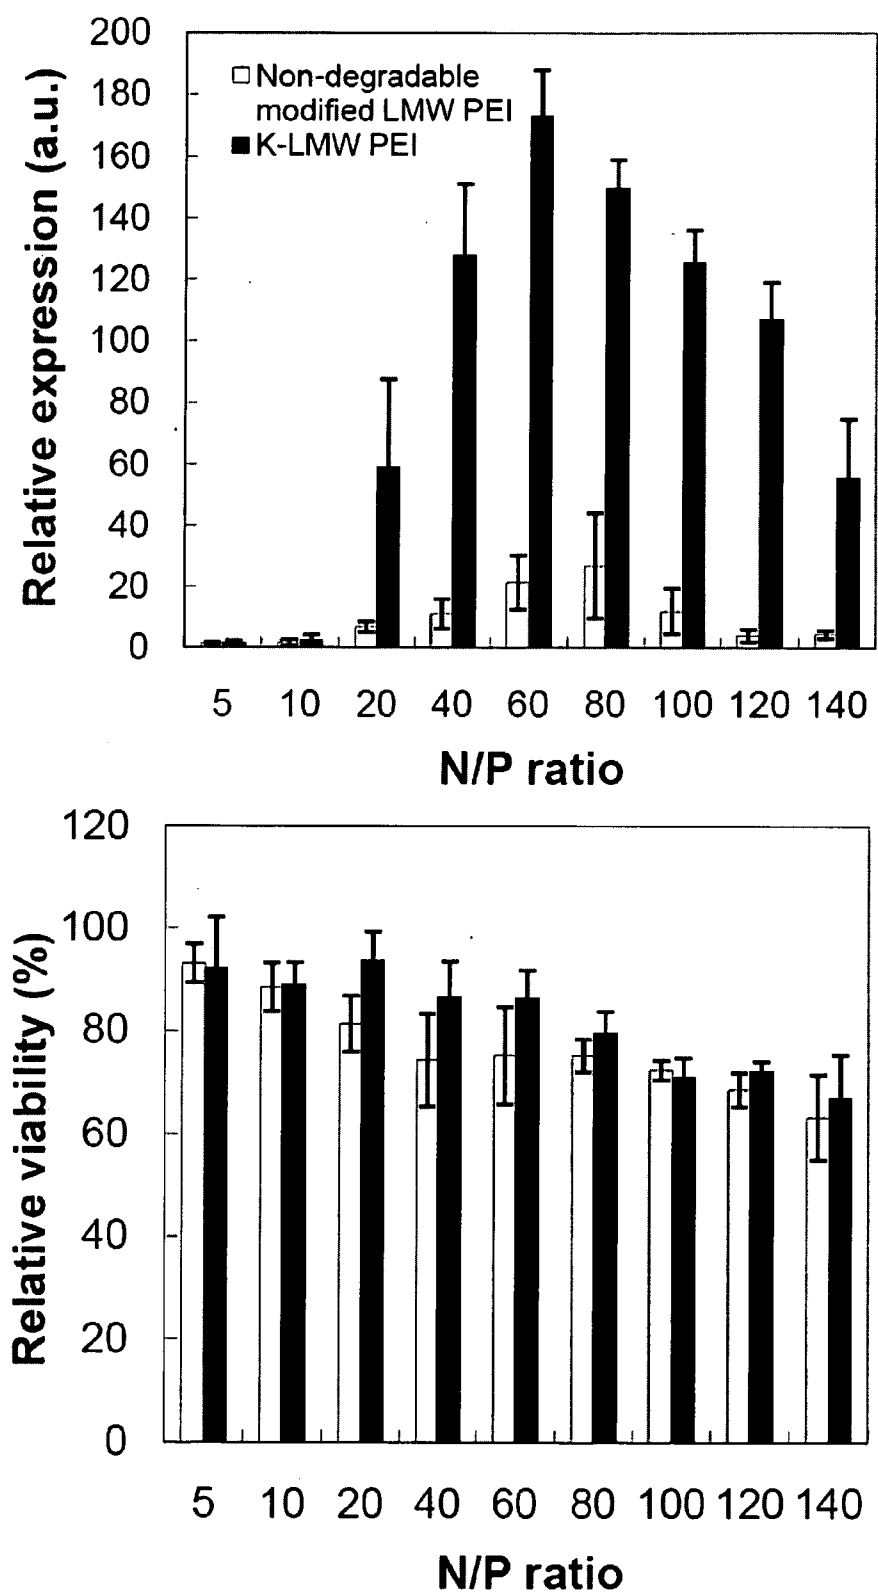 200
180
160
140
120
100
80
60
40
20
0
Relative expression (a.u.)
Non-degradable
modified LMW PEI
K-LMW PEI
5 10 20 40 60 80 100 120 140
N/P ratio
120
100
80
60
40
20
0
Relative viability (%)
5 10 20 40 60 80 100 120 140
N/P ratio